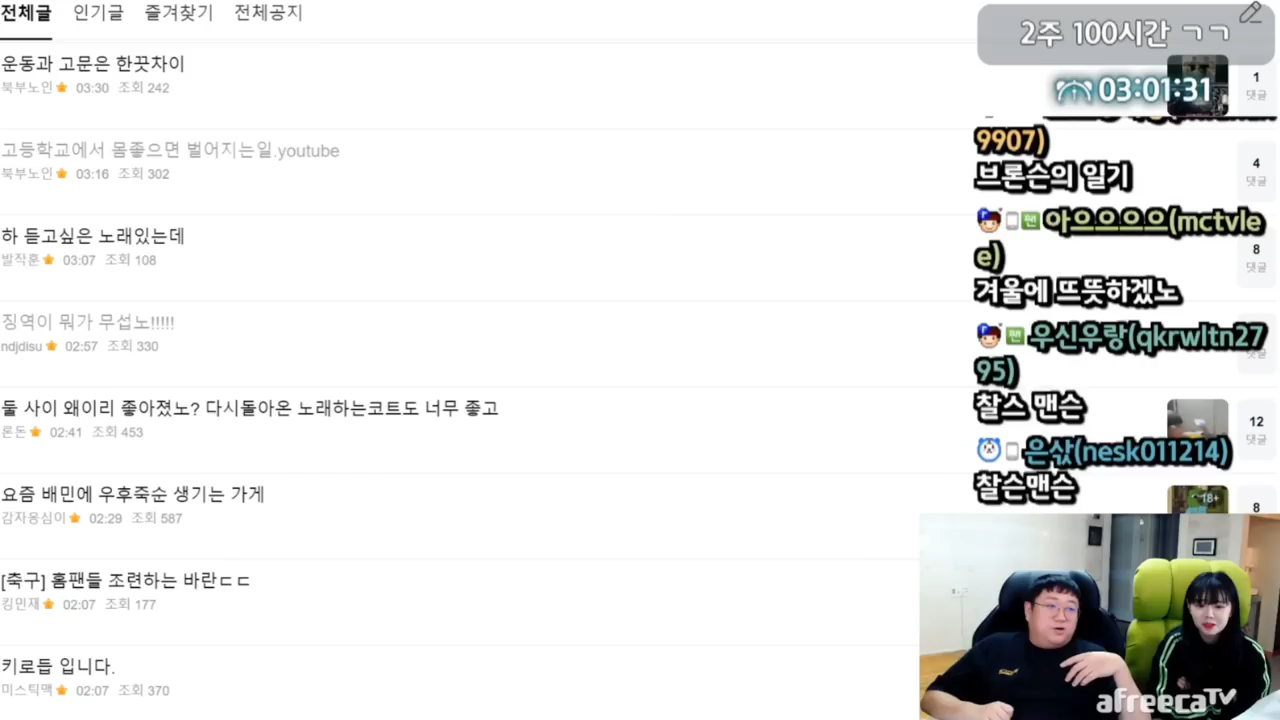 전체글 인기글 즐겨찾기 전체공지
운동과 고문은 한끗차이
북부노인 03:30 조회 242
1
댓글
고등학교에서 몸좋으면 벌어지는일.youtube
북부노인 03:16 조회 302
4
댓글
하 듣고싶은 노래있는데
발작훈 03:07 조회 108
8
댓글
징역이 뭐가 무섭노!!!!!
ndjdisu 02:57 조회 330
댓글
둘 사이 왜이리 좋아졌노? 다시돌아온 노래하는코트도 너무 좋고
론돈 02:41 조회 453
12
댓글
요즘 배민에 우후죽순 생기는 가게
감자옹심이 02:29 조회 587
18+
8
[축구] 홈팬들 조련하는 바란ㄷㄷ
킹민재 02:07 조회 177
키로듭 입니다.
미스틱맥 02:07 조회 370
2주 100시간 ㄱㄱ
03:01:31
9907)
브론슨의 일기
팬 아으으으으(mctvle
e)
겨울에 뜨뜻하겠노
팬 우신우랑(qkrwltn27
95)
찰스 맨슨
은삯(nesk011214)
찰슨맨슨
afreecaTV